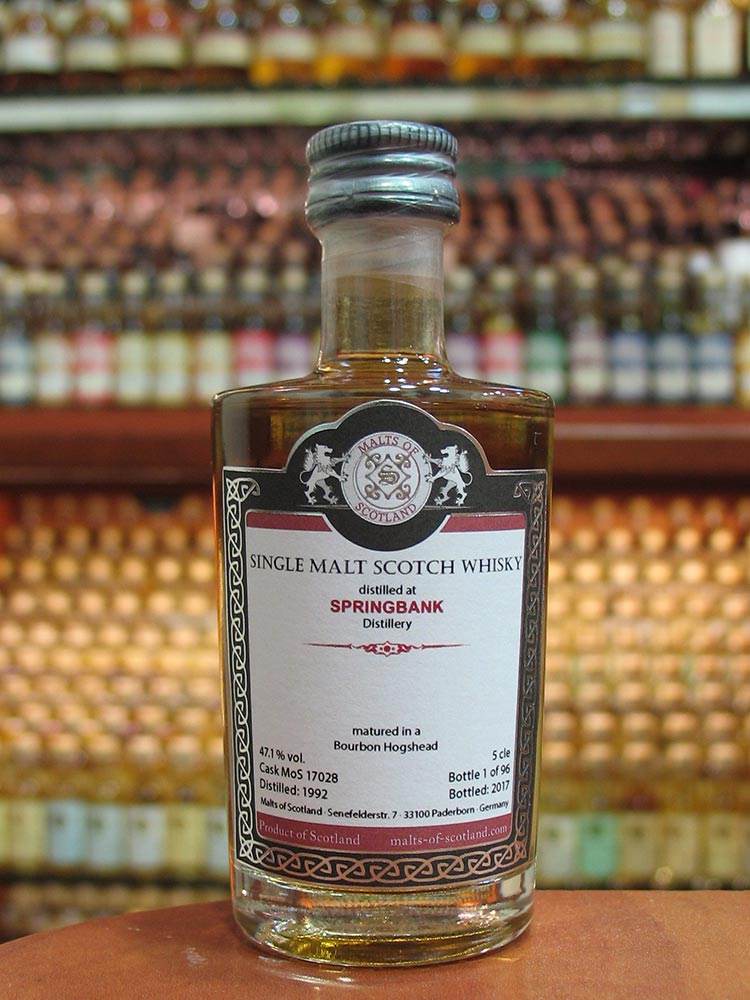 MALTS OF
S
SCOTLAND
SINGLE MALT SCOTCH WHISKY
distilled at
SPRINGBANK
Distillery
matured in a
Bourbon Hogshead
47.1 % vol. 5 cle
Cask MoS 17028 Bottle 1 of 96
Distilled: 1992 Bottled: 2017
Malts of Scotland · Senefelderstr. 7 · 33100 Paderborn · Germany
Product of Scotland malts-of-scotland.com